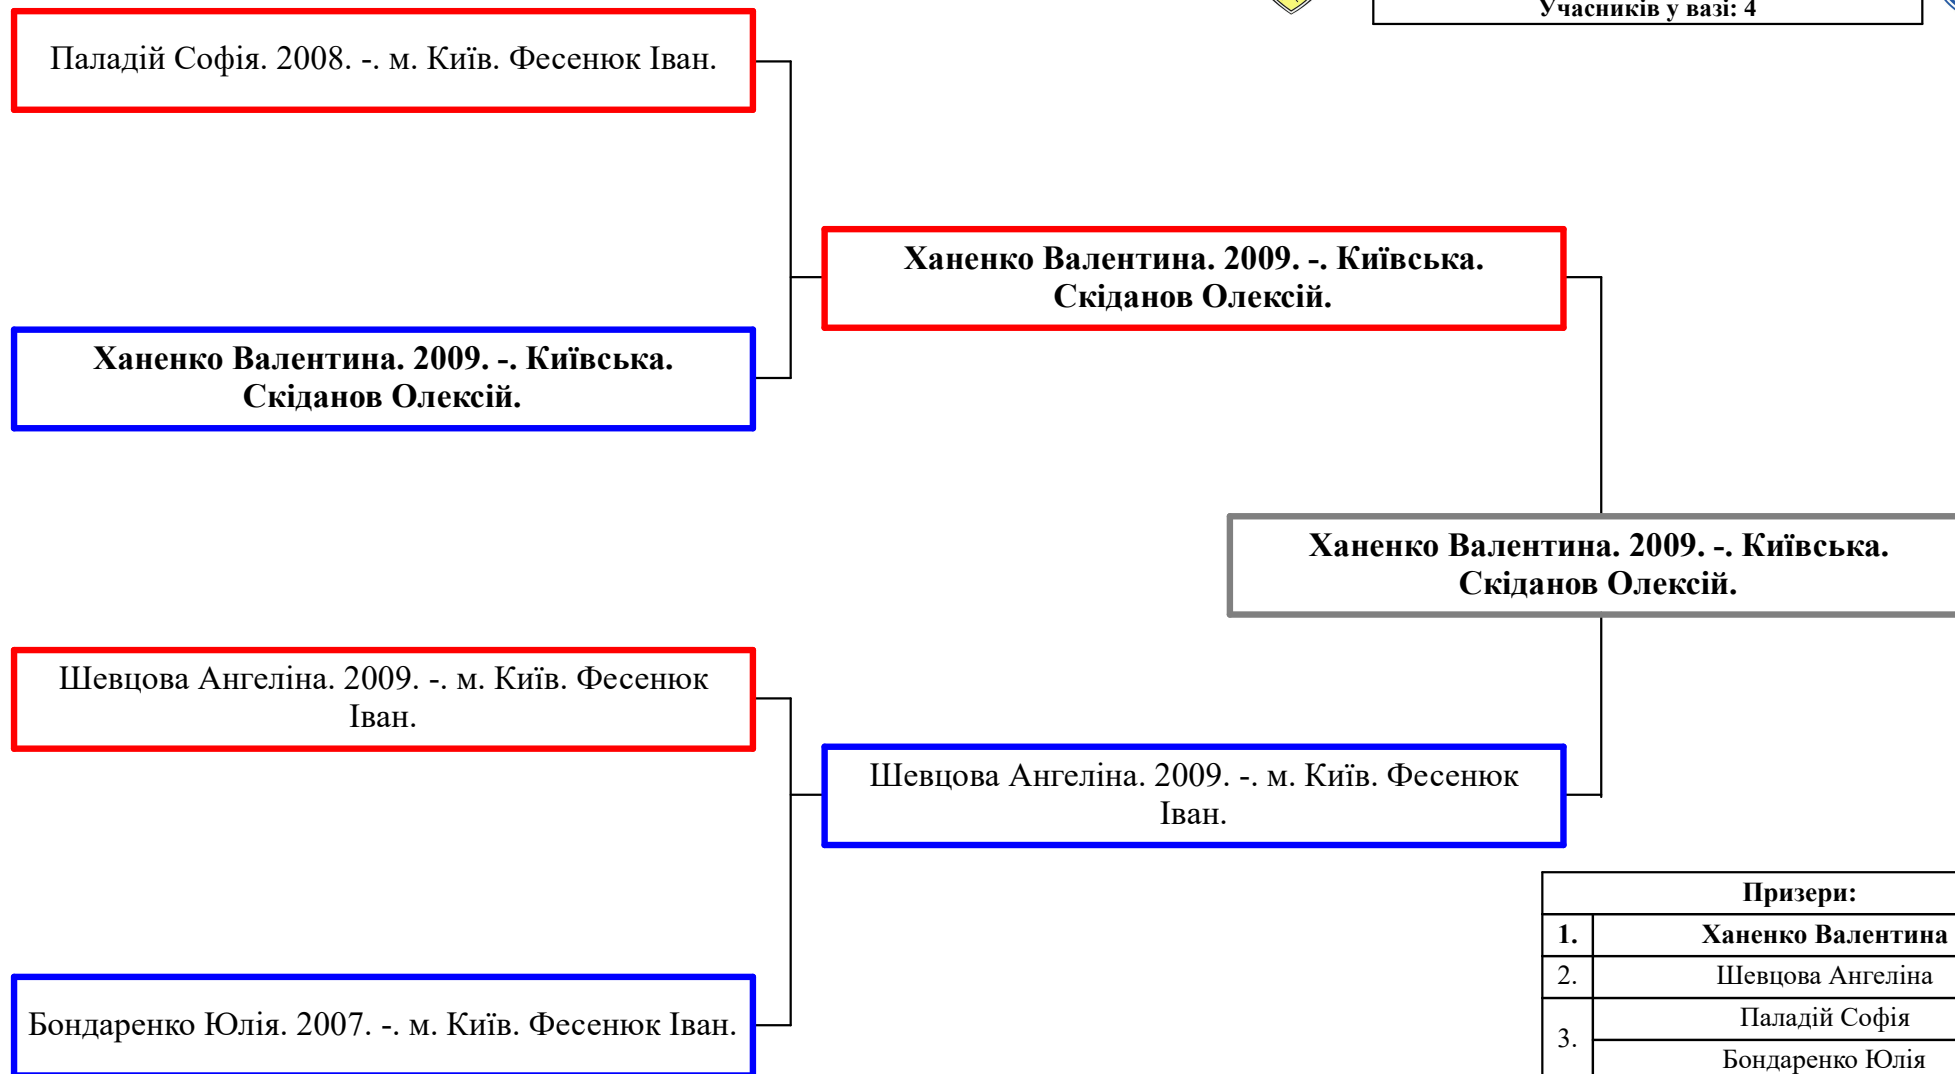 Учасників у вазі: 4
Паладій Софія. 2008. -. м. Київ. Фесенюк Іван.
Ханенко Валентина. 2009. -. Київська.
Скіданов Олексій.
Ханенко Валентина. 2009. -. Київська.
Скіданов Олексій.
Ханенко Валентина. 2009. -. Київська.
Скіданов Олексій.
Шевцова Ангеліна. 2009. -. м. Київ. Фесенюк
Іван.
Шевцова Ангеліна. 2009. -. м. Київ. Фесенюк
Іван.
Бондаренко Юлія. 2007. -. м. Київ. Фесенюк Іван.
Призери:
1. Ханенко Валентина
2. Шевцова Ангеліна
3. Паладій Софія
Бондаренко Юлія